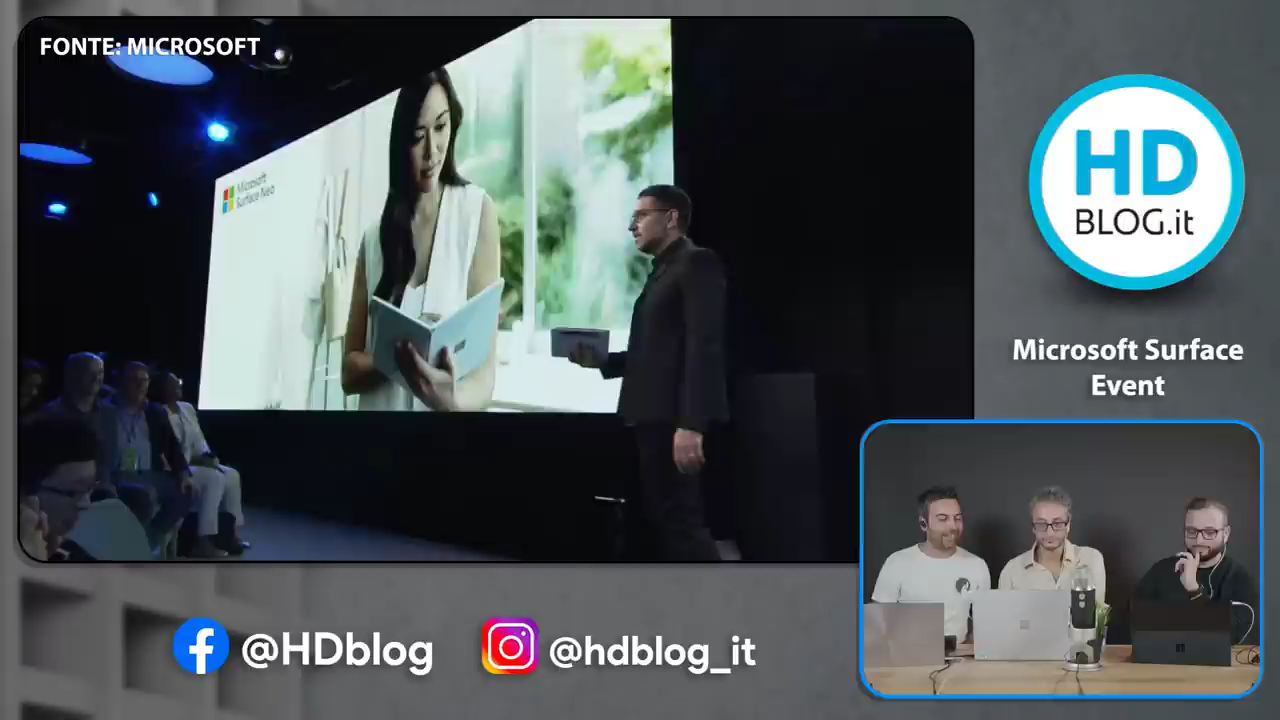 FONTE: MICROSOFT
Microsoft
Surface Neo
HD
BLOG.it
Microsoft Surface
Event
@HDblog
@hdblog_it